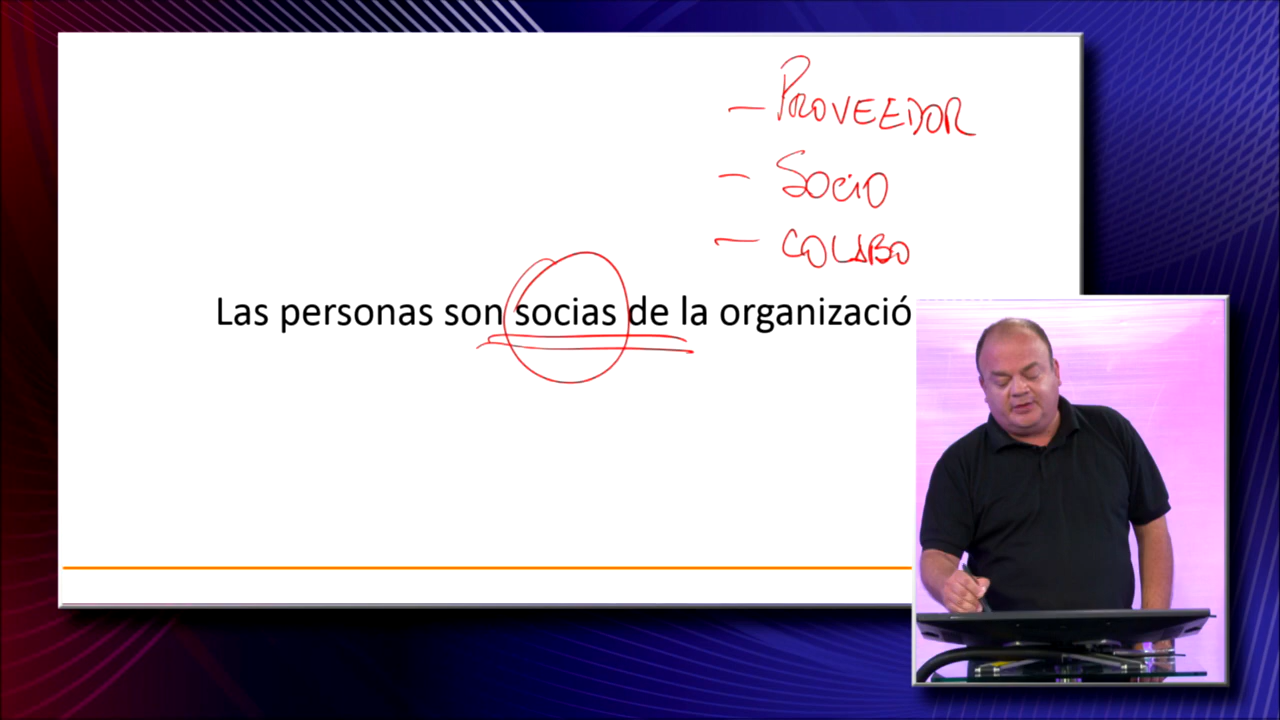 - PROVEEDOR
- SOCIO
- COLABO
Las personas son socias de la organizació